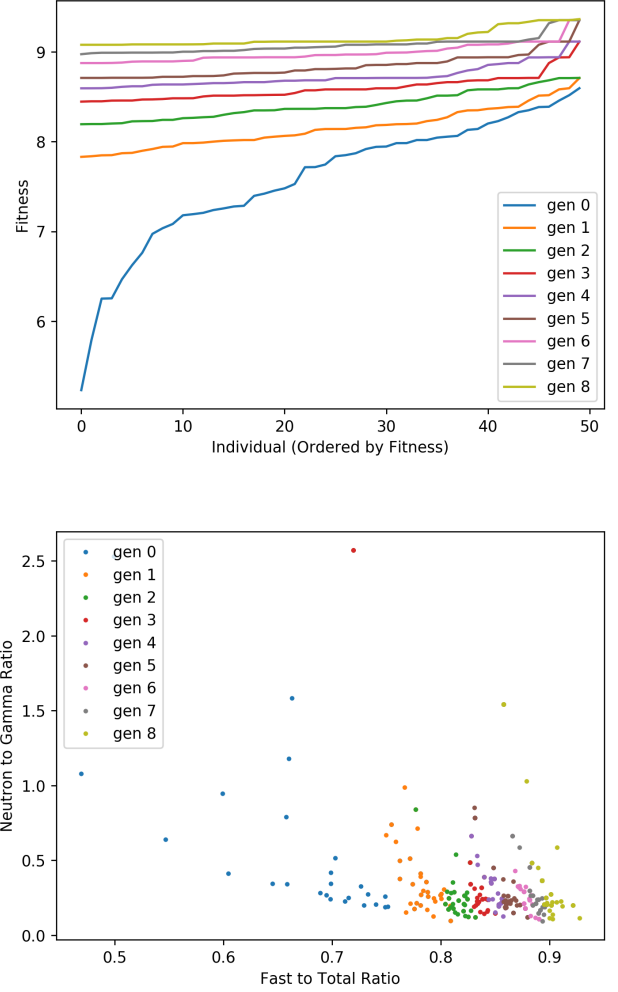 9
8
7
6
Fitness
gen 0
gen 1
gen 2
gen 3
gen 4
gen 5
gen 6
gen 7
gen 8
0 10 20 30 40 50
Individual (Ordered by Fitness)
2.5
2.0
1.5
1.0
0.5
0.0
Neutron to Gamma Ratio
gen 0
gen 1
gen 2
gen 3
gen 4
gen 5
gen 6
gen 7
gen 8
0.5 0.6 0.7 0.8 0.9
Fast to Total Ratio